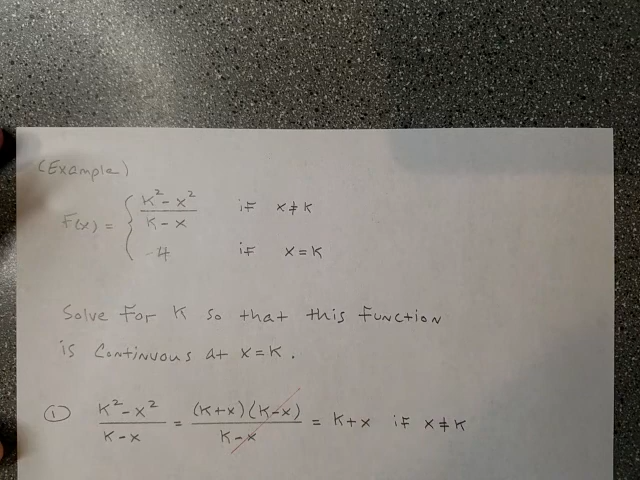 (Example)
F(x) = { (K² - x²)/(K - x) if x ≠ K
-4 if x = K
Solve For K so that this Function
is Continuous at x = K.
① (K² - x²)/(K - x) = (K+x)(K-x)/(K-x) = K+x if x ≠ K